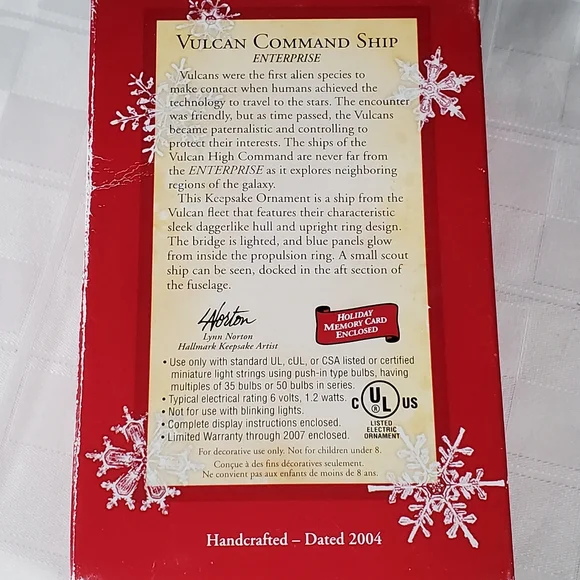 VULCAN COMMAND SHIP
ENTERPRISE
Vulcans were the first alien species to
make contact when humans achieved the
technology to travel to the stars. The encounter
was friendly, but as time passed, the Vulcans
became paternalistic and controlling to
protect their interests. The ships of the
Vulcan High Command are never far from
the ENTERPRISE as it explores neighboring
regions of the galaxy.
This Keepsake Ornament is a ship from the
Vulcan fleet that features their characteristic
sleek daggerlike hull and upright ring design.
The bridge is lighted, and blue panels glow
from inside the propulsion ring. A small scout
ship can be seen, docked in the aft section of
the fuselage.
LNorton
Lynn Norton
Hallmark Keepsake Artist
HOLIDAY
MEMORY CARD
ENCLOSED
• Use only with standard UL, cUL, or CSA listed or certified
miniature light strings using push-in type bulbs, having
multiples of 35 bulbs or 50 bulbs in series.
• Typical electrical rating 6 volts, 1.2 watts.
• Not for use with blinking lights.
• Complete display instructions enclosed.
• Limited Warranty through 2007 enclosed.
C UL ® US
LISTED
ELECTRIC
ORNAMENT
For decorative use only. Not for children under 8.
Conçue à des fins décoratives seulement.
Ne convient pas aux enfants de moins de 8 ans.
Handcrafted – Dated 2004